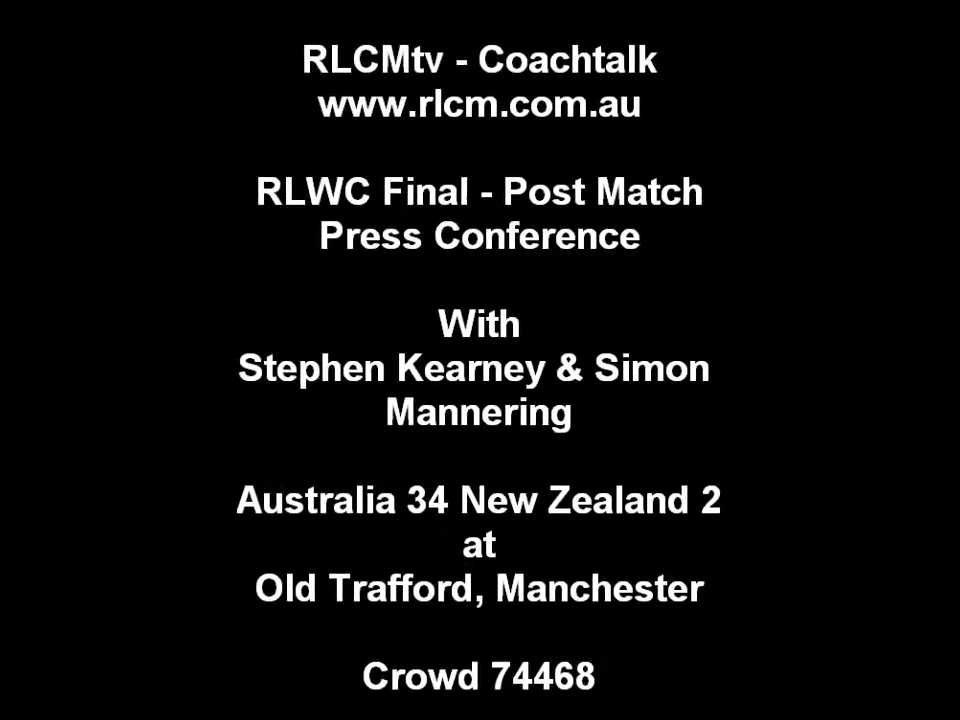 RLCMtv - Coachtalk
www.rlcm.com.au
RLWC Final - Post Match
Press Conference
With
Stephen Kearney & Simon
Mannering
Australia 34 New Zealand 2
at
Old Trafford, Manchester
Crowd 74468